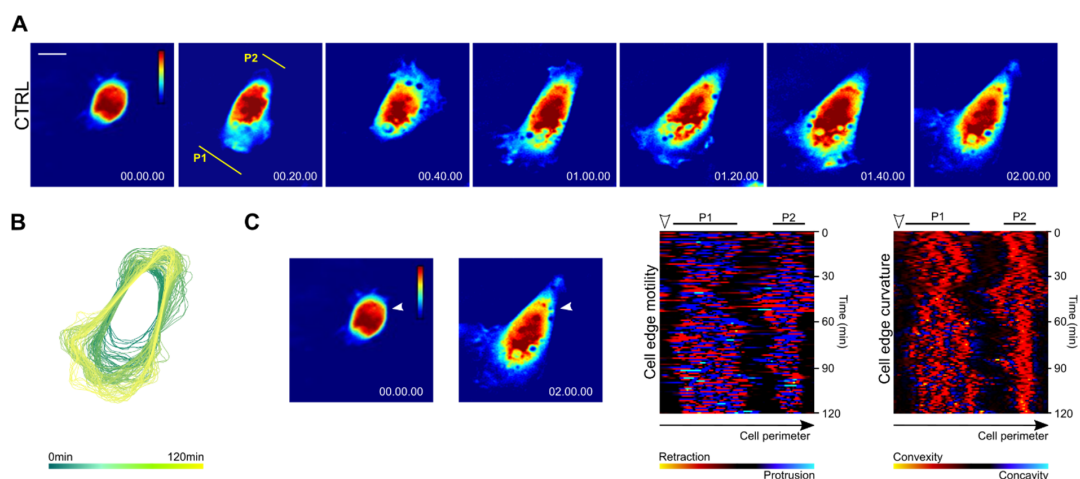 A
CTRL
P2
P1
00.00.00
00.20.00
00.40.00
01.00.00
01.20.00
01.40.00
02.00.00
B
0min
120min
C
00.00.00
02.00.00
P1
P2
Cell edge motility
0
30
60
90
120
Time (min)
Cell perimeter
Retraction
Protrusion
P1
P2
Cell edge curvature
0
30
60
90
120
Time (min)
Cell perimeter
Convexity
Concavity